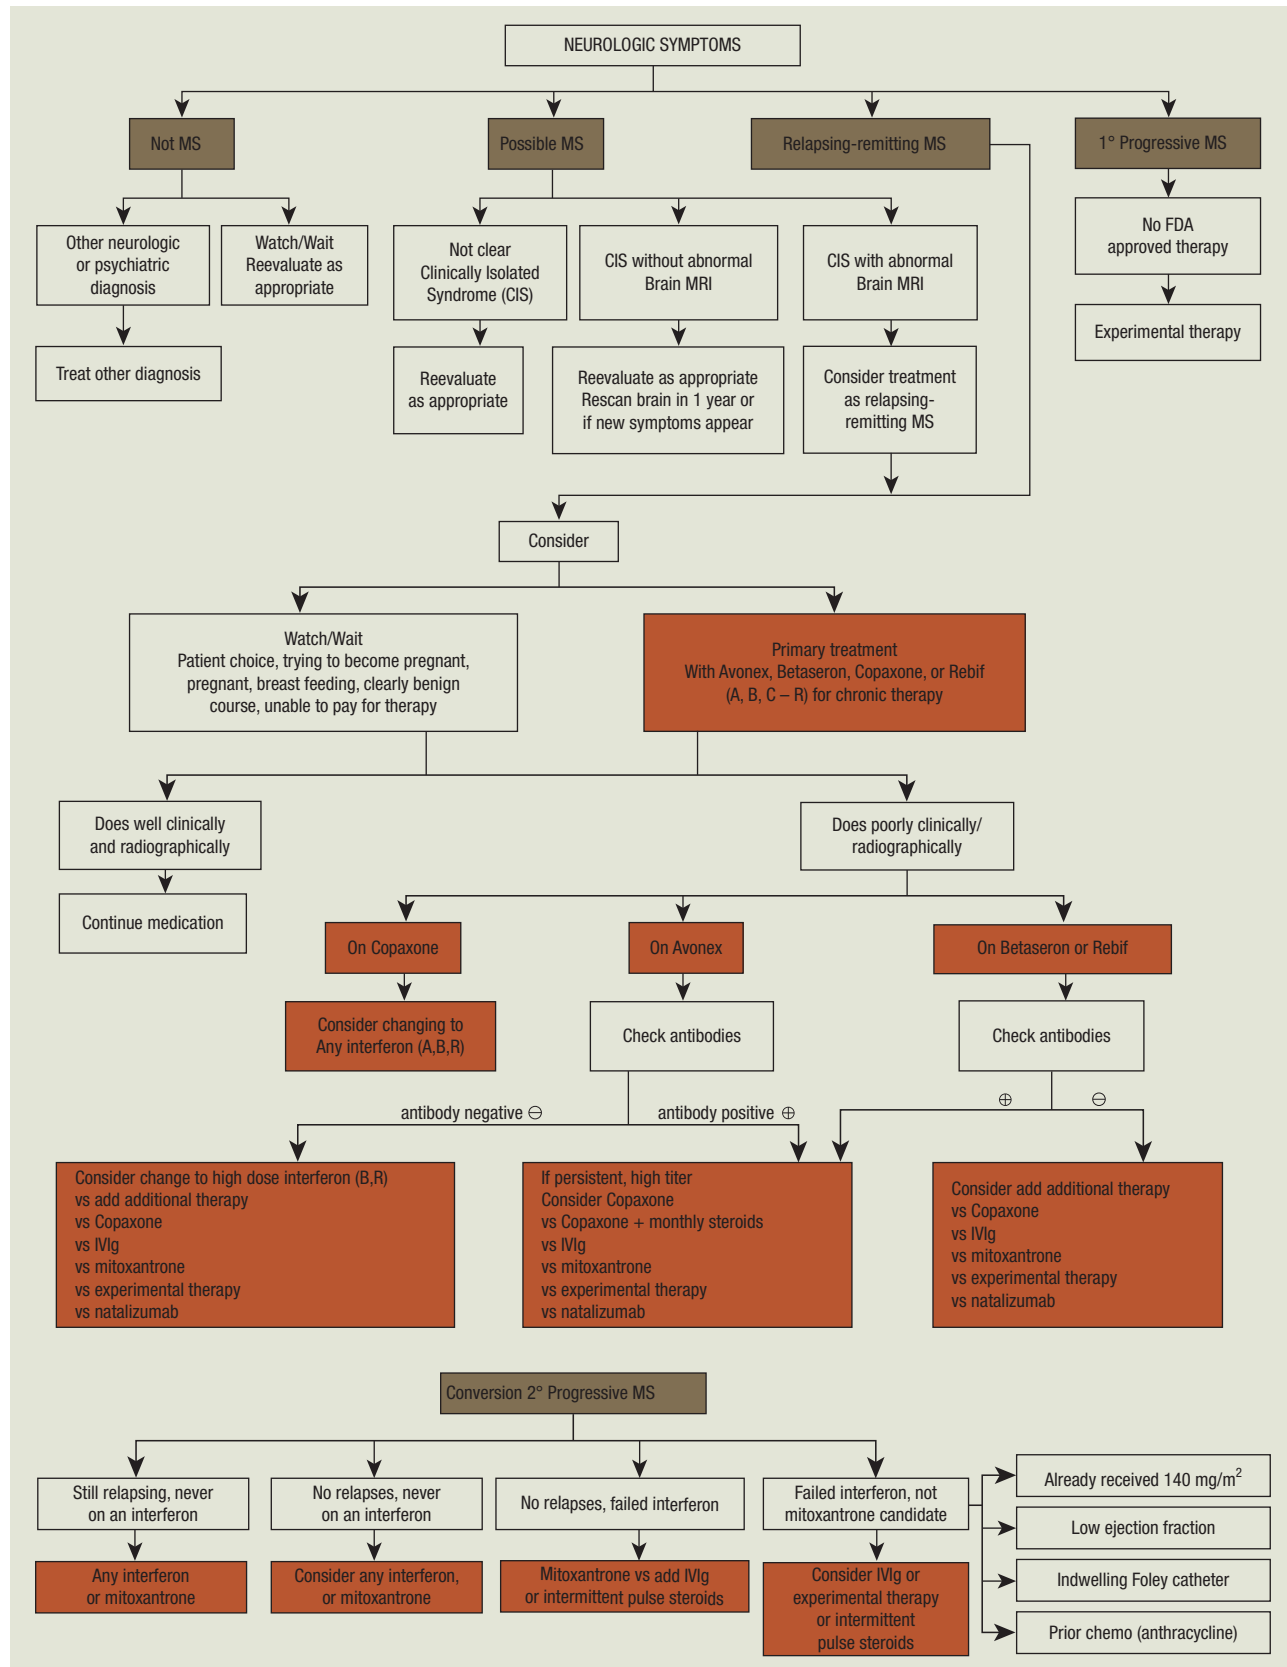 NEUROLOGIC SYMPTOMS
Not MS
Possible MS
Relapsing-remitting MS
1° Progressive MS
Other neurologic
or psychiatric
diagnosis
Watch/Wait
Reevaluate as
appropriate
Not clear
Clinically Isolated
Syndrome (CIS)
CIS without abnormal
Brain MRI
CIS with abnormal
Brain MRI
No FDA
approved therapy
Treat other diagnosis
Reevaluate
as appropriate
Reevaluate as appropriate
Rescan brain in 1 year or
if new symptoms appear
Consider treatment
as relapsing-
remitting MS
Experimental therapy
Consider
Watch/Wait
Patient choice, trying to become pregnant,
pregnant, breast feeding, clearly benign
course, unable to pay for therapy
Primary treatment
With Avonex, Betaseron, Copaxone, or Rebif
(A, B, C – R) for chronic therapy
Does well clinically
and radiographically
Does poorly clinically/
radiographically
Continue medication
On Copaxone
On Avonex
On Betaseron or Rebif
Consider changing to
Any interferon (A,B,R)
Check antibodies
Check antibodies
antibody negative ⊖
antibody positive ⊕
⊕
⊖
Consider change to high dose interferon (B,R)
vs add additional therapy
vs Copaxone
vs IVIg
vs mitoxantrone
vs experimental therapy
vs natalizumab
If persistent, high titer
Consider Copaxone
vs Copaxone + monthly steroids
vs IVIg
vs mitoxantrone
vs experimental therapy
vs natalizumab
Consider add additional therapy
vs Copaxone
vs IVIg
vs mitoxantrone
vs experimental therapy
vs natalizumab
Conversion 2° Progressive MS
Still relapsing, never
on an interferon
No relapses, never
on an interferon
No relapses, failed interferon
Failed interferon, not
mitoxantrone candidate
Already received 140 mg/m²
Low ejection fraction
Indwelling Foley catheter
Prior chemo (anthracycline)
Any interferon
or mitoxantrone
Consider any interferon,
or mitoxantrone
Mitoxantrone vs add IVIg
or intermittent pulse steroids
Consider IVIg or
experimental therapy
or intermittent
pulse steroids